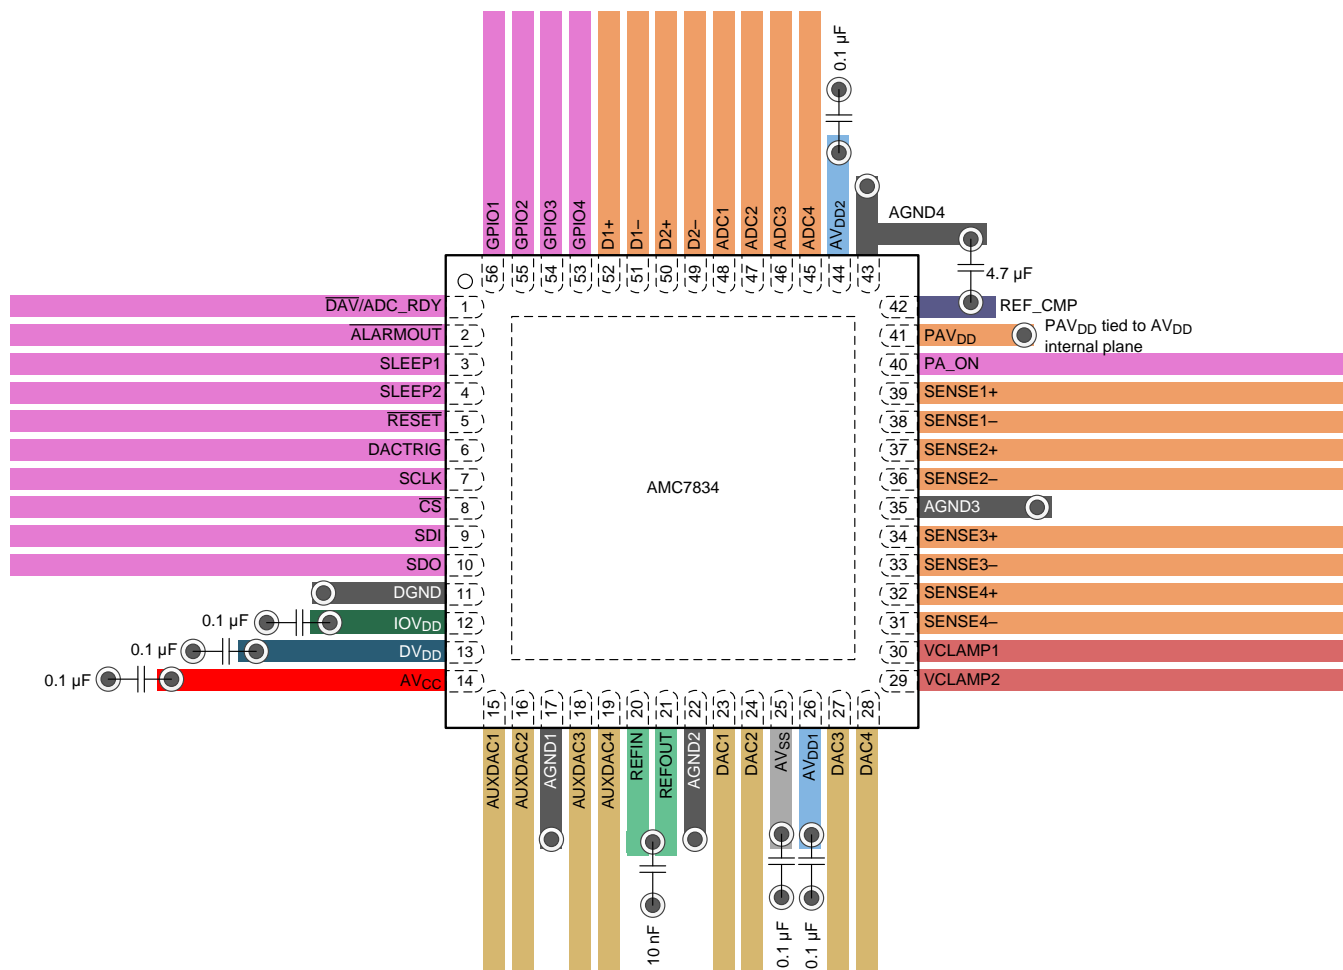 0.1 µF
GPIO1
GPIO2
GPIO3
GPIO4
D1+
D1–
D2+
D2–
ADC1
ADC2
ADC3
ADC4
AVDD2
AGND4
4.7 µF
56
55
54
53
52
51
50
49
48
47
46
45
44
43
DAV/ADC_RDY 1
ALARMOUT 2
SLEEP1 3
SLEEP2 4
RESET 5
DACTRIG 6
SCLK 7
CS 8
SDI 9
SDO 10
DGND 11
0.1 µF IOVDD 12
0.1 µF DVDD 13
0.1 µF AVCC 14
AMC7834
42 REF_CMP
41 PAVDD
PAVDD tied to AVDD
internal plane
40 PA_ON
39 SENSE1+
38 SENSE1–
37 SENSE2+
36 SENSE2–
35 AGND3
34 SENSE3+
33 SENSE3–
32 SENSE4+
31 SENSE4–
30 VCLAMP1
29 VCLAMP2
15
16
17
18
19
20
21
22
23
24
25
26
27
28
AUXDAC1
AUXDAC2
AGND1
AUXDAC3
AUXDAC4
REFIN
REFOUT
AGND2
DAC1
DAC2
AVSS
AVDD1
DAC3
DAC4
10 nF
0.1 µF
0.1 µF